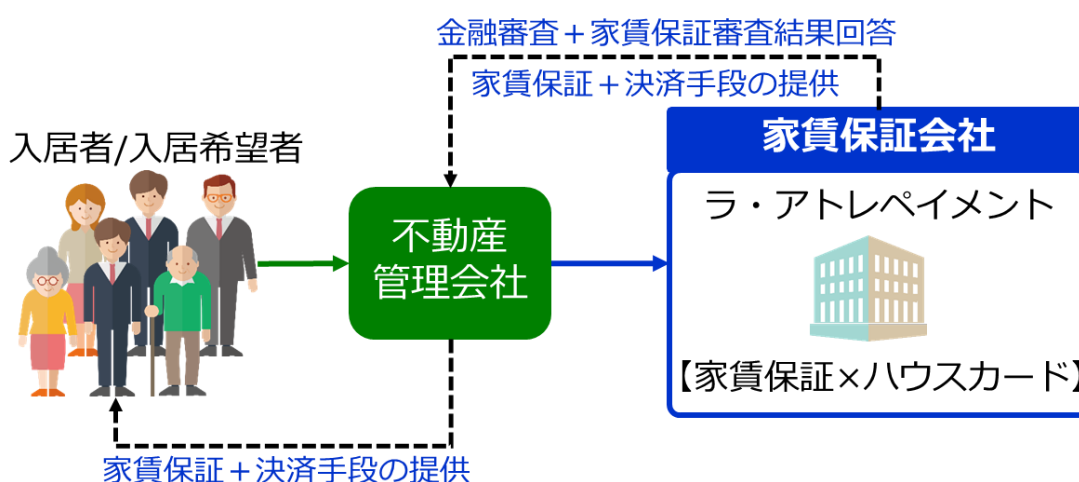 金融審査＋家賃保証審査結果回答
家賃保証＋決済手段の提供
家賃保証会社
入居者/入居希望者
ラ・アトレペイメント
不動産
管理会社
【家賃保証×ハウスカード】
家賃保証＋決済手段の提供